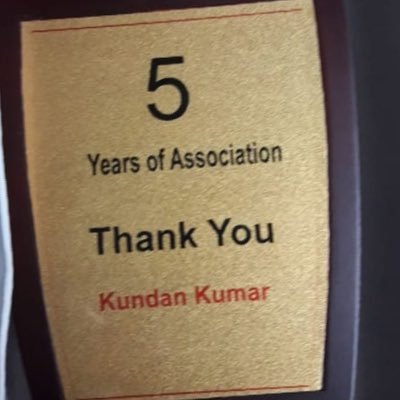 5
Years of Association
Thank You
Kundan Kumar